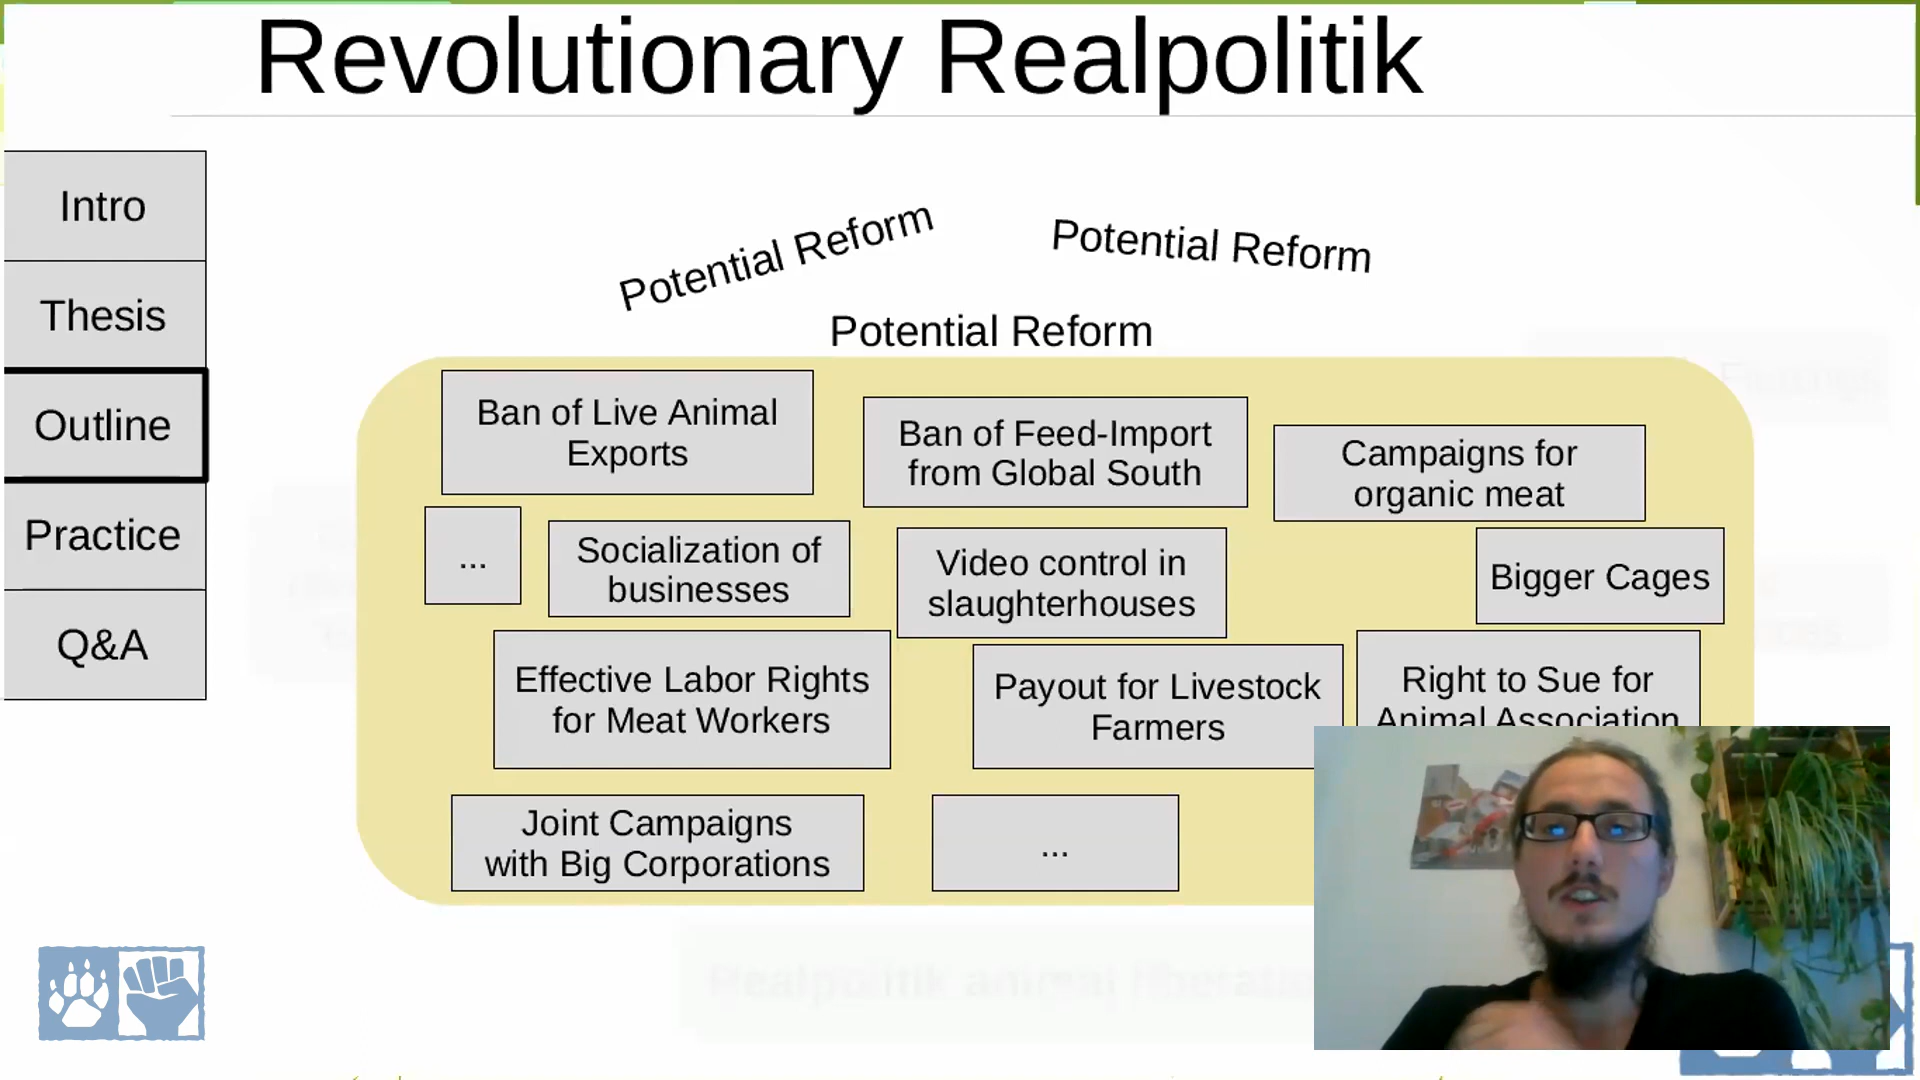 Revolutionary Realpolitik
Intro
Thesis
Outline
Practice
Q&A
Potential Reform
Potential Reform
Potential Reform
Ban of Live Animal
Exports
Ban of Feed-Import
from Global South
Campaigns for
organic meat
...
Socialization of
businesses
Video control in
slaughterhouses
Bigger Cages
Effective Labor Rights
for Meat Workers
Payout for Livestock
Farmers
Right to Sue for
Animal Association
Joint Campaigns
with Big Corporations
...
Realpolitik animal